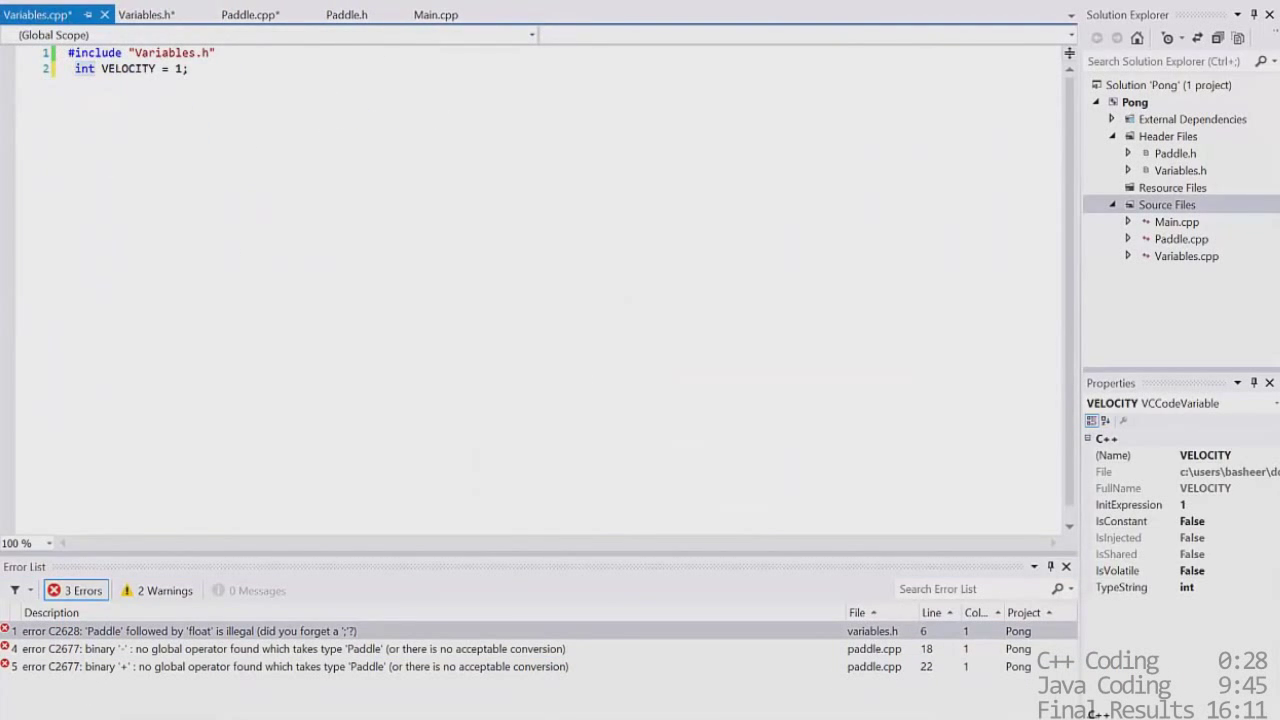 Variables.cpp* Variables.h* Paddle.cpp* Paddle.h Main.cpp
(Global Scope)
1 #include "Variables.h"
2 int VELOCITY = 1;
100 %
Error List
3 Errors 2 Warnings 0 Messages Search Error List
Description File Line Col... Project
1 error C2628: 'Paddle' followed by 'float' is illegal (did you forget a ';'?) variables.h 6 1 Pong
4 error C2677: binary '-' : no global operator found which takes type 'Paddle' (or there is no acceptable conversion) paddle.cpp 18 1 Pong
5 error C2677: binary '+' : no global operator found which takes type 'Paddle' (or there is no acceptable conversion) paddle.cpp 22 1 Pong
Solution Explorer
Search Solution Explorer (Ctrl+;)
Solution 'Pong' (1 project)
Pong
External Dependencies
Header Files
Paddle.h
Variables.h
Resource Files
Source Files
Main.cpp
Paddle.cpp
Variables.cpp
Properties
VELOCITY VCCodeVariable
C++
(Name) VELOCITY
File c:\users\basheer\do
FullName VELOCITY
InitExpression 1
IsConstant False
IsInjected False
IsShared False
IsVolatile False
TypeString int
C++ Coding 0:28
Java Coding 9:45
Final Results 16:11
C++